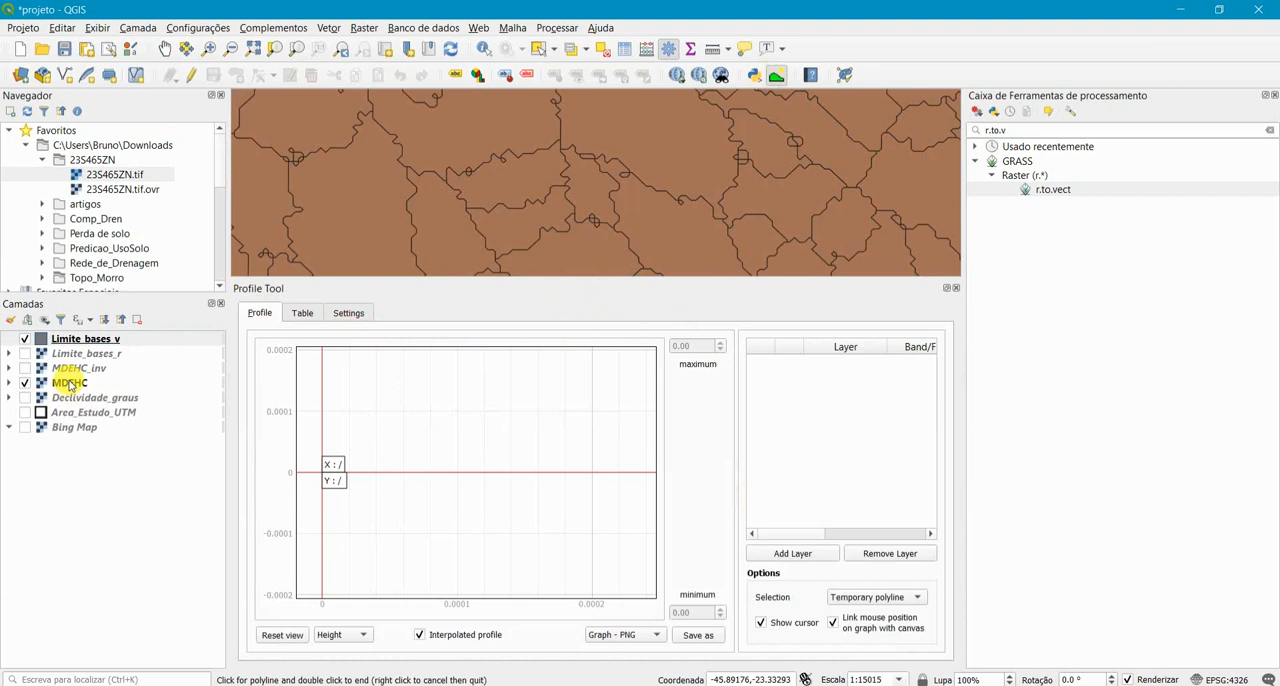 *projeto - QGIS
Projeto Editar Exibir Camada Configurações Complementos Vetor Raster Banco de dados Web Malha Processar Ajuda
Navegador
Favoritos
C:\Users\Bruno\Downloads
23S465ZN
23S465ZN.tif
23S465ZN.tif.ovr
artigos
Comp_Dren
Perda de solo
Predicao_UsoSolo
Rede_de_Drenagem
Topo_Morro
Camadas
Limite_bases_v
Limite_bases_r
MDEHC_inv
MDEHC
Declividade_graus
Area_Estudo_UTM
Bing Map
Profile Tool
Profile Table Settings
0.0002
0.0001
0
-0.0001
-0.0002
X : /
Y : /
0 0.0001 0.0002
0.00
maximum
minimum
0.00
Layer Band/F
Add Layer Remove Layer
Options
Selection Temporary polyline
Show cursor
Link mouse position
on graph with canvas
Reset view Height Interpolated profile Graph - PNG Save as
Caixa de Ferramentas de processamento
r.to.v
Usado recentemente
GRASS
Raster (r.*)
r.to.vect
Escreva para localizar (Ctrl+K) Click for polyline and double click to end (right click to cancel then quit) Coordenada -45.89176,-23.33293 Escala 1:15015 Lupa 100% Rotação 0.0 ° Renderizar EPSG:4326